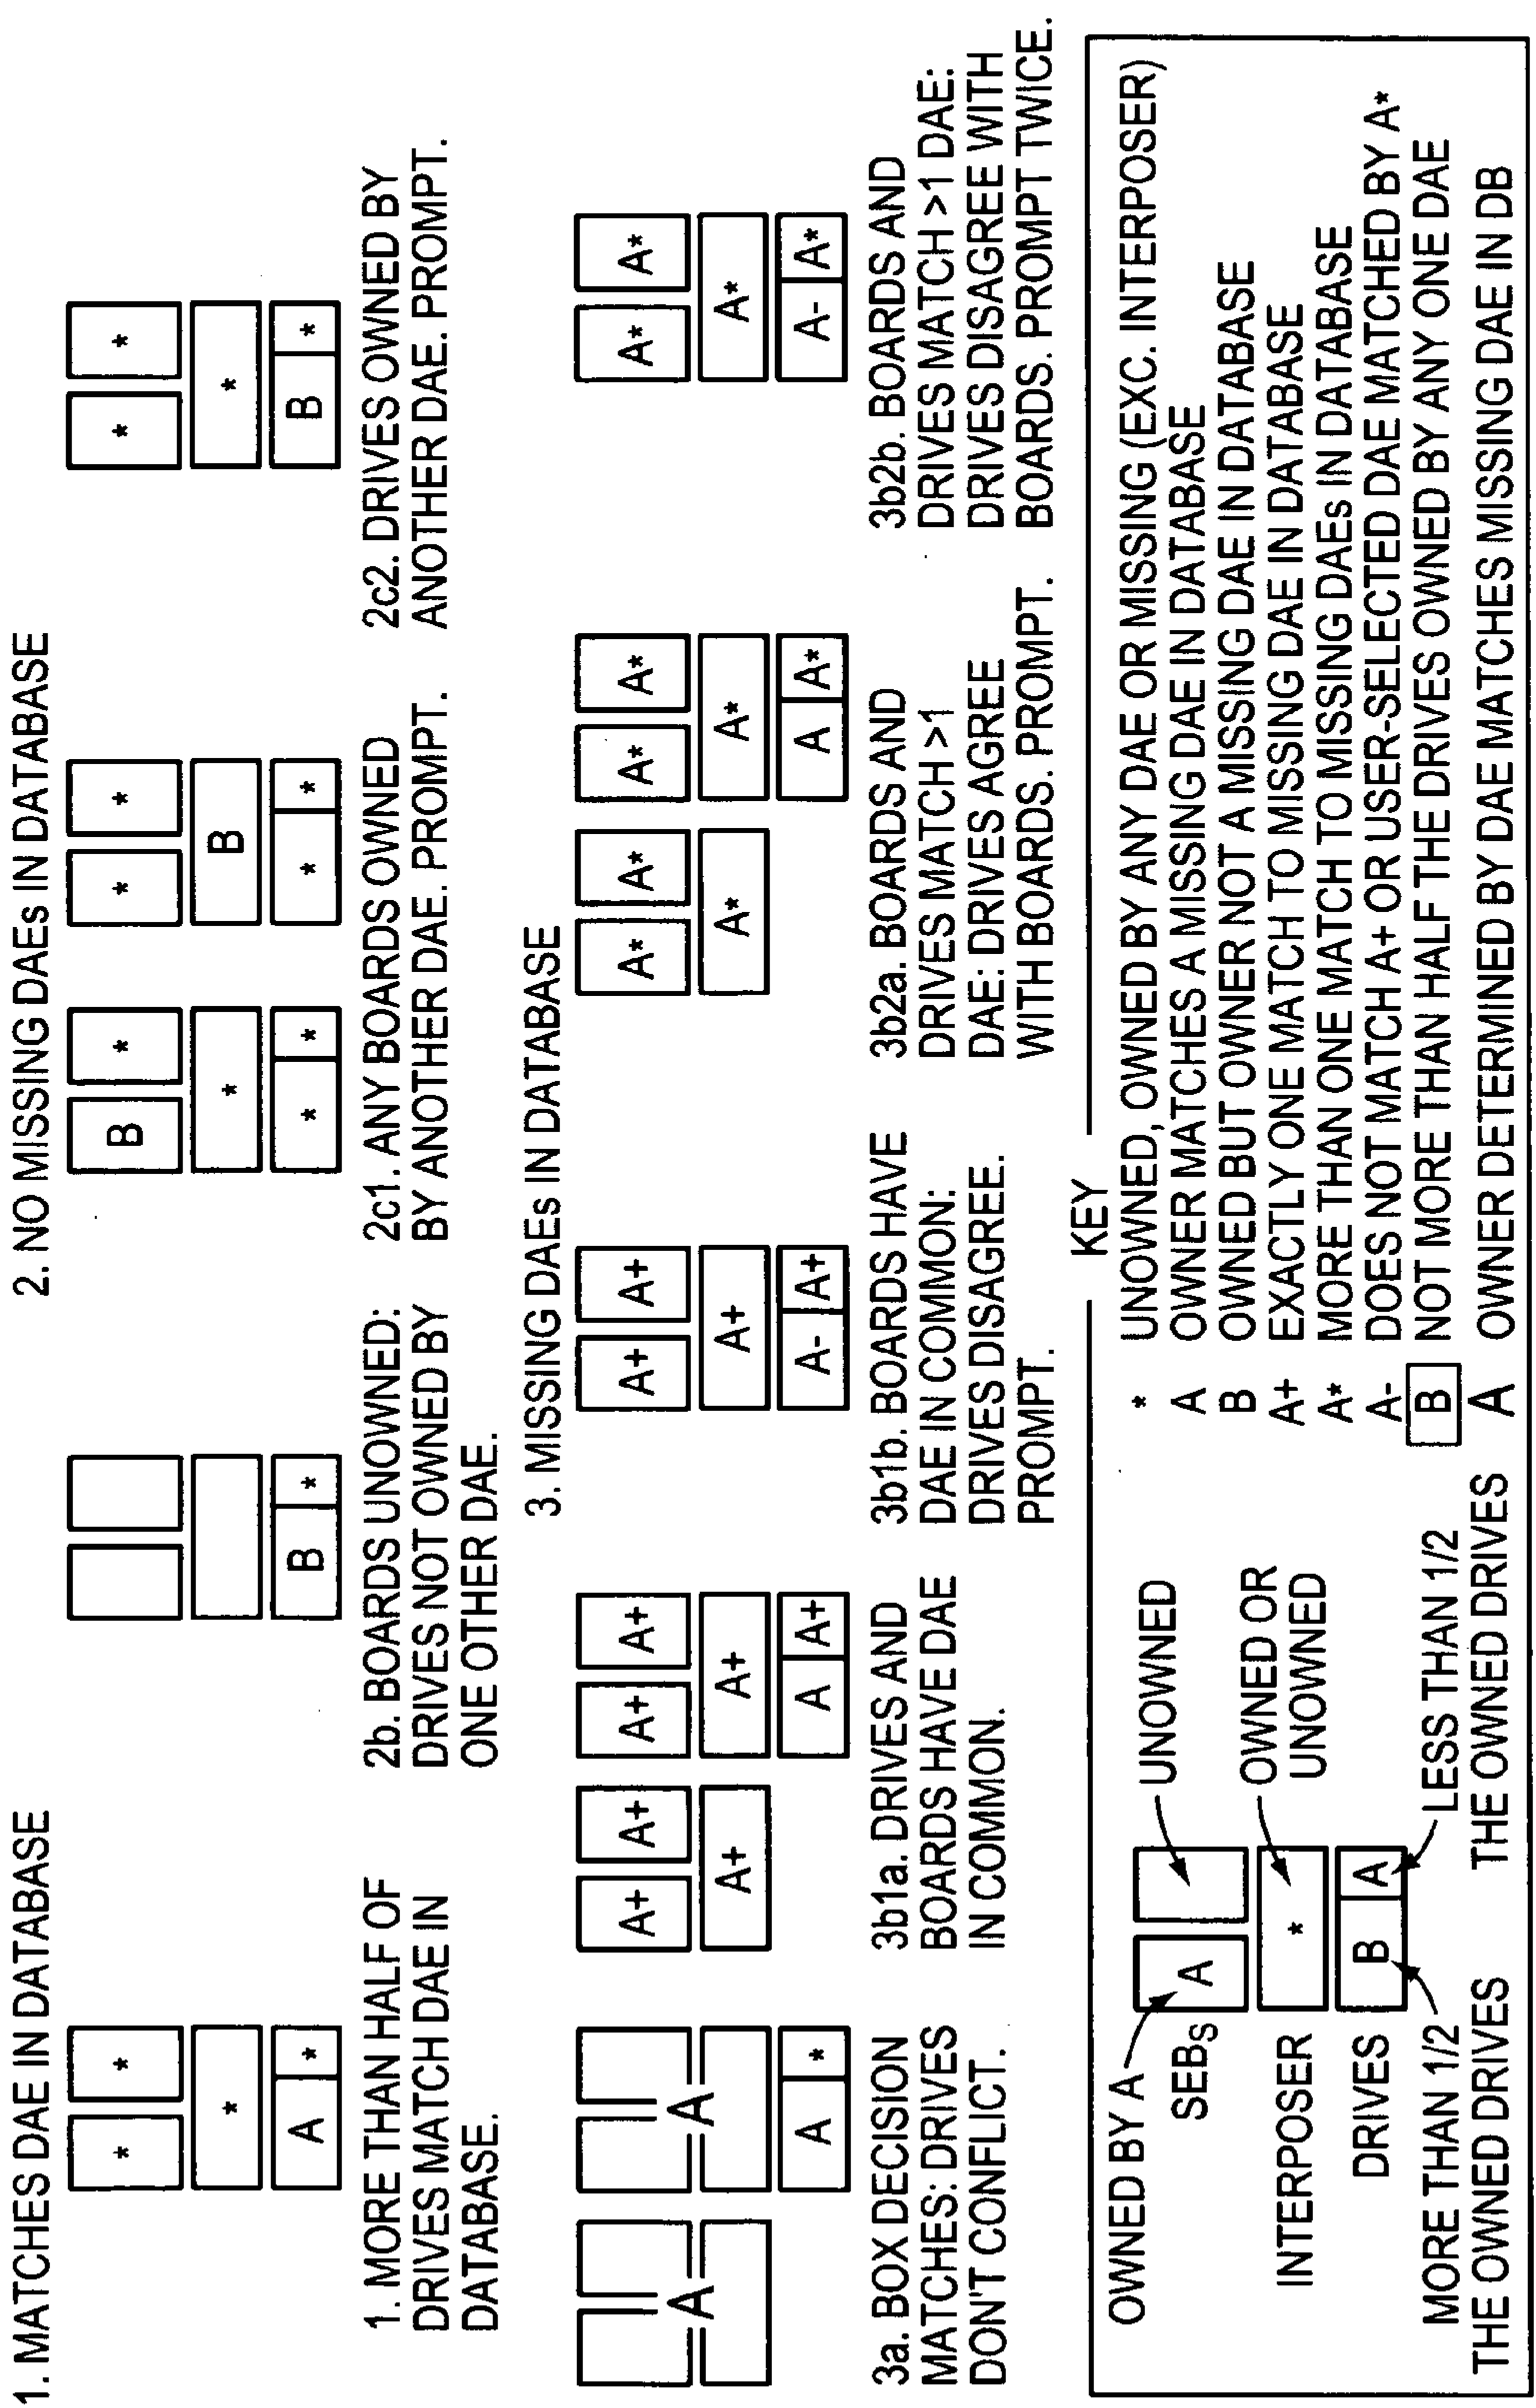 1. MATCHES DAE IN DATABASE
* *
*
A *
1. MORE THAN HALF OF
DRIVES MATCH DAE IN
DATABASE.
2. NO MISSING DAEs IN DATABASE
B *
2b. BOARDS UNOWNED:
DRIVES NOT OWNED BY
ONE OTHER DAE.
B * * *
* B
* * * *
2c1. ANY BOARDS OWNED
BY ANOTHER DAE. PROMPT.
* *
*
B *
2c2. DRIVES OWNED BY
ANOTHER DAE. PROMPT.
3. MISSING DAEs IN DATABASE
A A
A *
3a. BOX DECISION
MATCHES: DRIVES
DON'T CONFLICT.
A+ A+ A+ A+
A+ A+
A A+
3b1a. DRIVES AND
BOARDS HAVE DAE
IN COMMON.
A+ A+
A+
A- A+
3b1b. BOARDS HAVE
DAE IN COMMON:
DRIVES DISAGREE.
PROMPT.
A* A* A* A*
A* A*
A A*
3b2a. BOARDS AND
DRIVES MATCH >1
DAE: DRIVES AGREE
WITH BOARDS. PROMPT.
A* A*
A*
A- A*
3b2b. BOARDS AND
DRIVES MATCH >1 DAE:
DRIVES DISAGREE WITH
BOARDS. PROMPT TWICE.
KEY
OWNED BY A
UNOWNED
SEBs A
INTERPOSER *
OWNED OR
UNOWNED
DRIVES B A
MORE THAN 1/2
THE OWNED DRIVES
LESS THAN 1/2
THE OWNED DRIVES
* UNOWNED, OWNED BY ANY DAE OR MISSING (EXC. INTERPOSER)
A OWNER MATCHES A MISSING DAE IN DATABASE
B OWNED BUT OWNER NOT A MISSING DAE IN DATABASE
A+ EXACTLY ONE MATCH TO MISSING DAE IN DATABASE
A* MORE THAN ONE MATCH TO MISSING DAEs IN DATABASE
A- DOES NOT MATCH A+ OR USER-SELECTED DAE MATCHED BY A*
B NOT MORE THAN HALF THE DRIVES OWNED BY ANY ONE DAE
A OWNER DETERMINED BY DAE MATCHES MISSING DAE IN DB